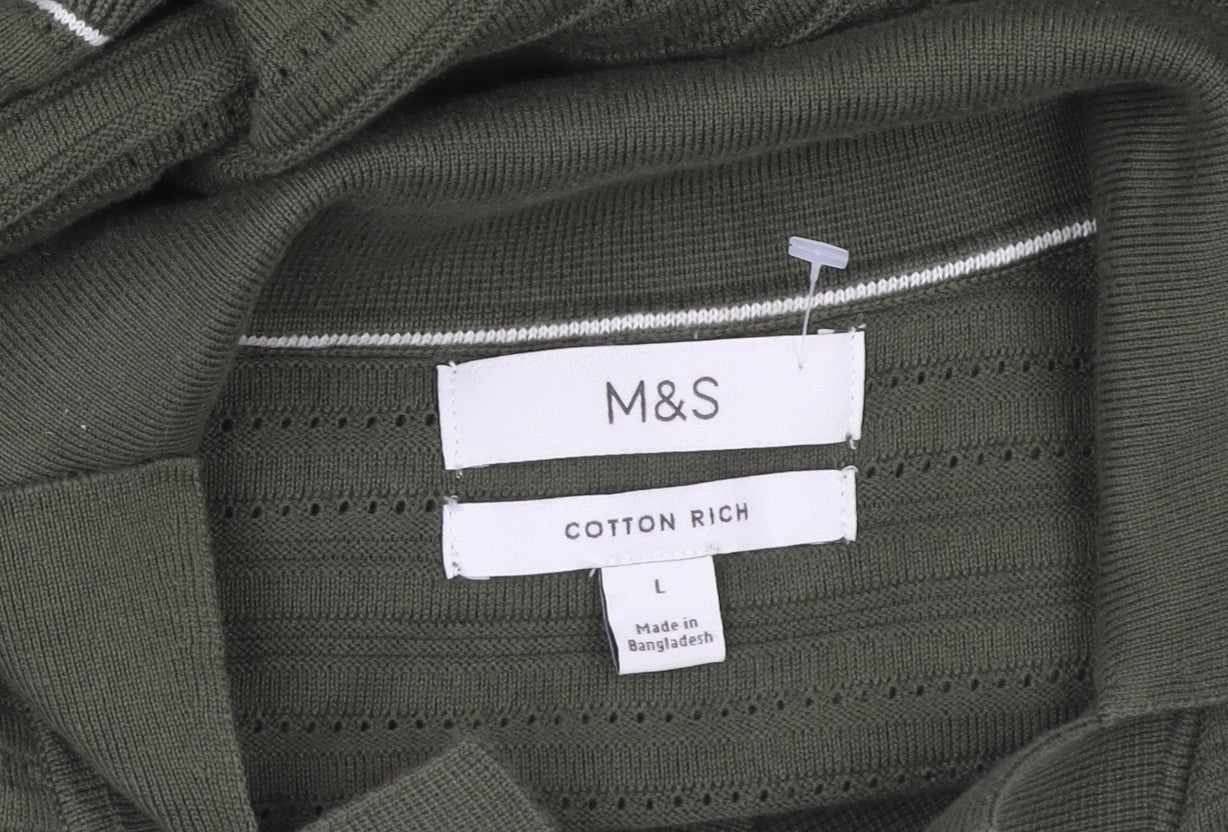 M&S
COTTON RICH
L
Made in
Bangladesh